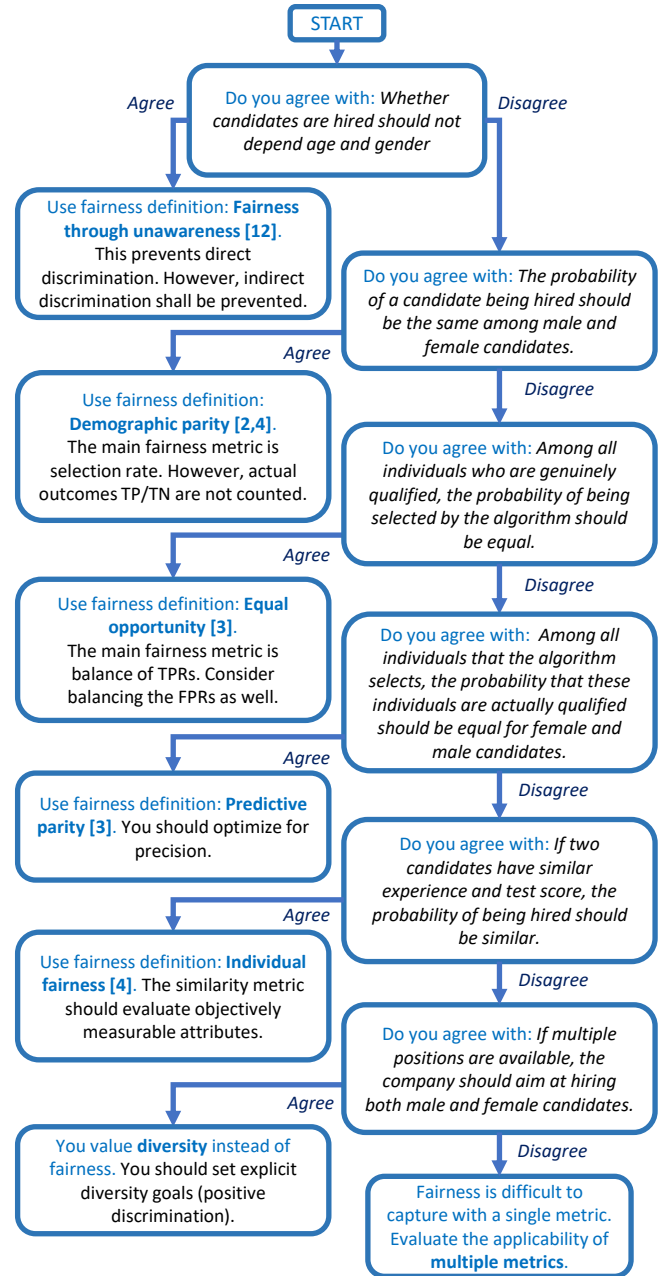 START
Do you agree with: Whether
candidates are hired should not
depend age and gender
Agree
Disagree
Use fairness definition: Fairness
through unawareness [12].
This prevents direct
discrimination. However, indirect
discrimination shall be prevented.
Do you agree with: The probability
of a candidate being hired should
be the same among male and
female candidates.
Agree
Disagree
Use fairness definition:
Demographic parity [2,4].
The main fairness metric is
selection rate. However, actual
outcomes TP/TN are not counted.
Do you agree with: Among all
individuals who are genuinely
qualified, the probability of being
selected by the algorithm should
be equal.
Agree
Disagree
Use fairness definition: Equal
opportunity [3].
The main fairness metric is
balance of TPRs. Consider
balancing the FPRs as well.
Do you agree with: Among all
individuals that the algorithm
selects, the probability that these
individuals are actually qualified
should be equal for female and
male candidates.
Agree
Disagree
Use fairness definition: Predictive
parity [3]. You should optimize for
precision.
Do you agree with: If two
candidates have similar
experience and test score, the
probability of being hired should
be similar.
Agree
Disagree
Use fairness definition: Individual
fairness [4]. The similarity metric
should evaluate objectively
measurable attributes.
Do you agree with: If multiple
positions are available, the
company should aim at hiring
both male and female candidates.
Agree
Disagree
You value diversity instead of
fairness. You should set explicit
diversity goals (positive
discrimination).
Fairness is difficult to
capture with a single metric.
Evaluate the applicability of
multiple metrics.